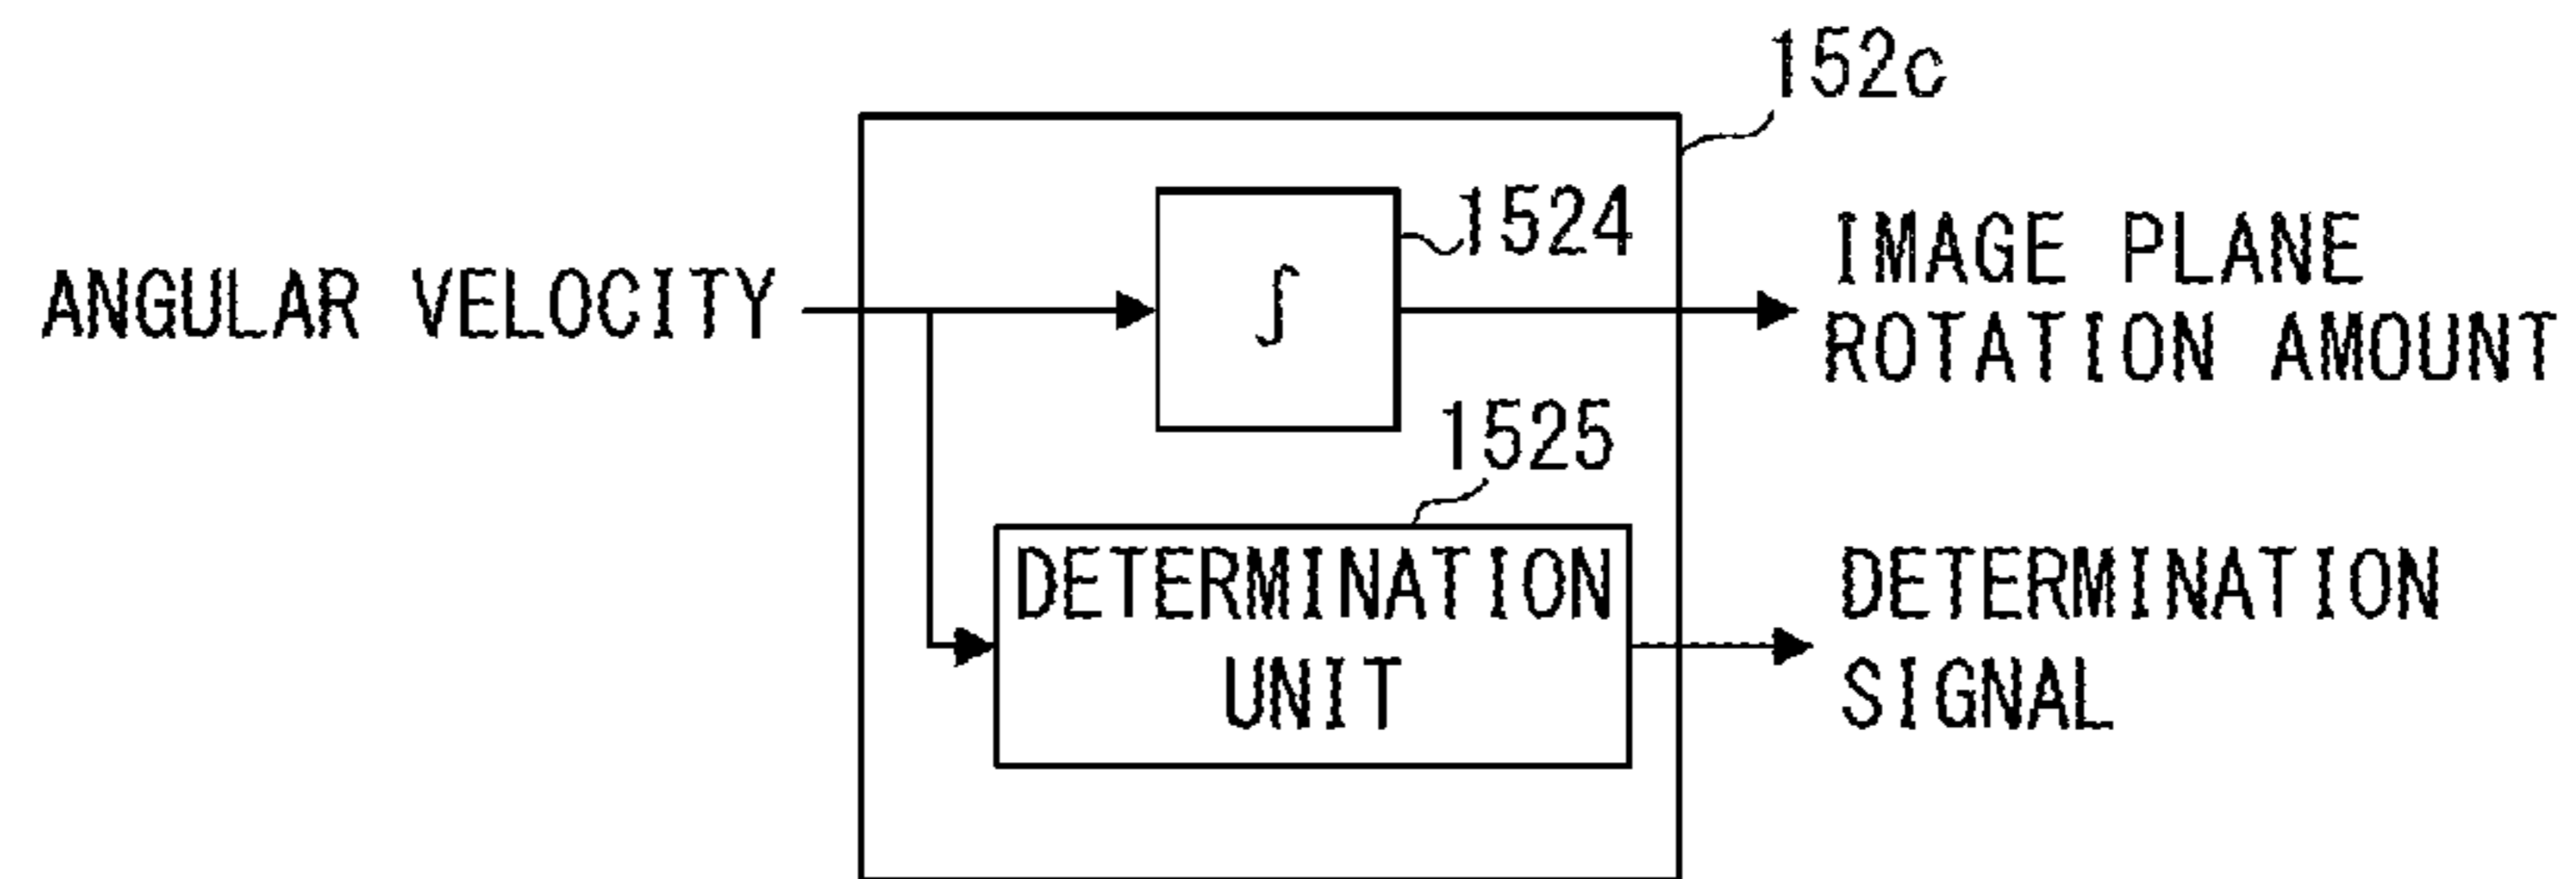 152c
1524
ANGULAR VELOCITY
∫
IMAGE PLANE
ROTATION AMOUNT
1525
DETERMINATION
UNIT
DETERMINATION
SIGNAL